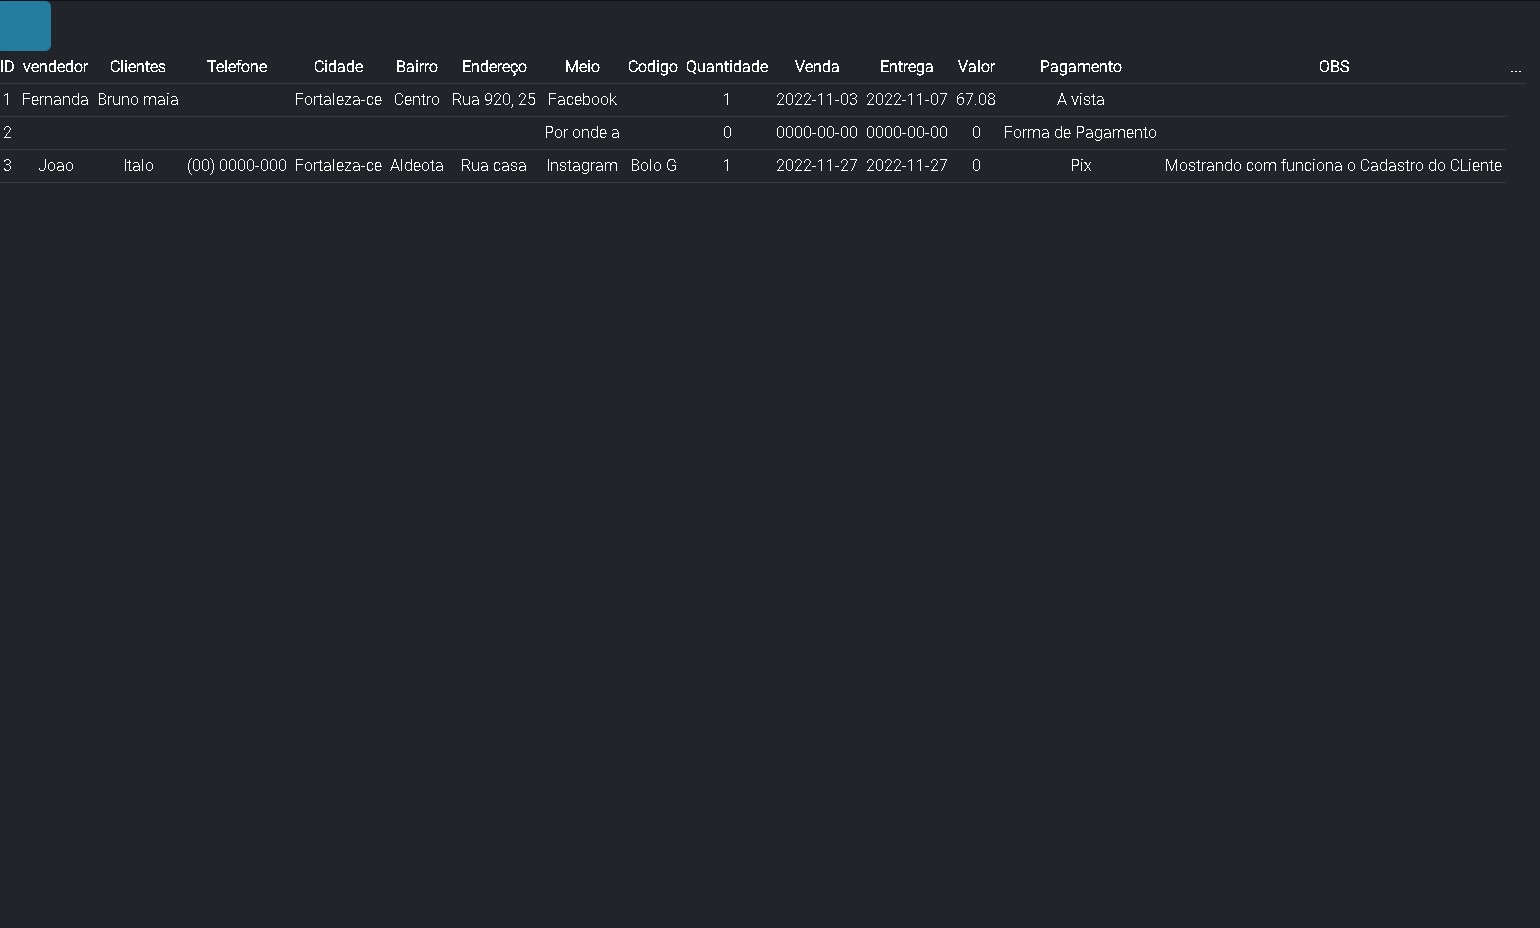 ID vendedor Clientes Telefone Cidade Bairro Endereço Meio Codigo Quantidade Venda Entrega Valor Pagamento OBS ...
1 Fernanda Bruno maia Fortaleza-ce Centro Rua 920, 25 Facebook 1 2022-11-03 2022-11-07 67.08 A vista
2 Por onde a 0 0000-00-00 0000-00-00 0 Forma de Pagamento
3 Joao Italo (00) 0000-000 Fortaleza-ce Aldeota Rua casa Instagram Bolo G 1 2022-11-27 2022-11-27 0 Pix Mostrando com funciona o Cadastro do CLiente